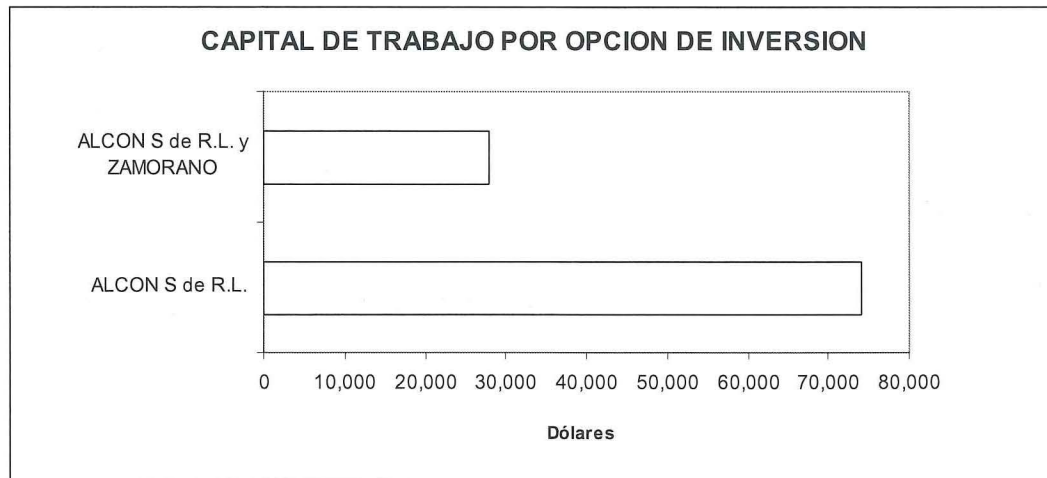 CAPITAL DE TRABAJO POR OPCION DE INVERSION
ALCON S de R.L. y
ZAMORANO
ALCON S de R.L.
0 10,000 20,000 30,000 40,000 50,000 60,000 70,000 80,000
Dólares